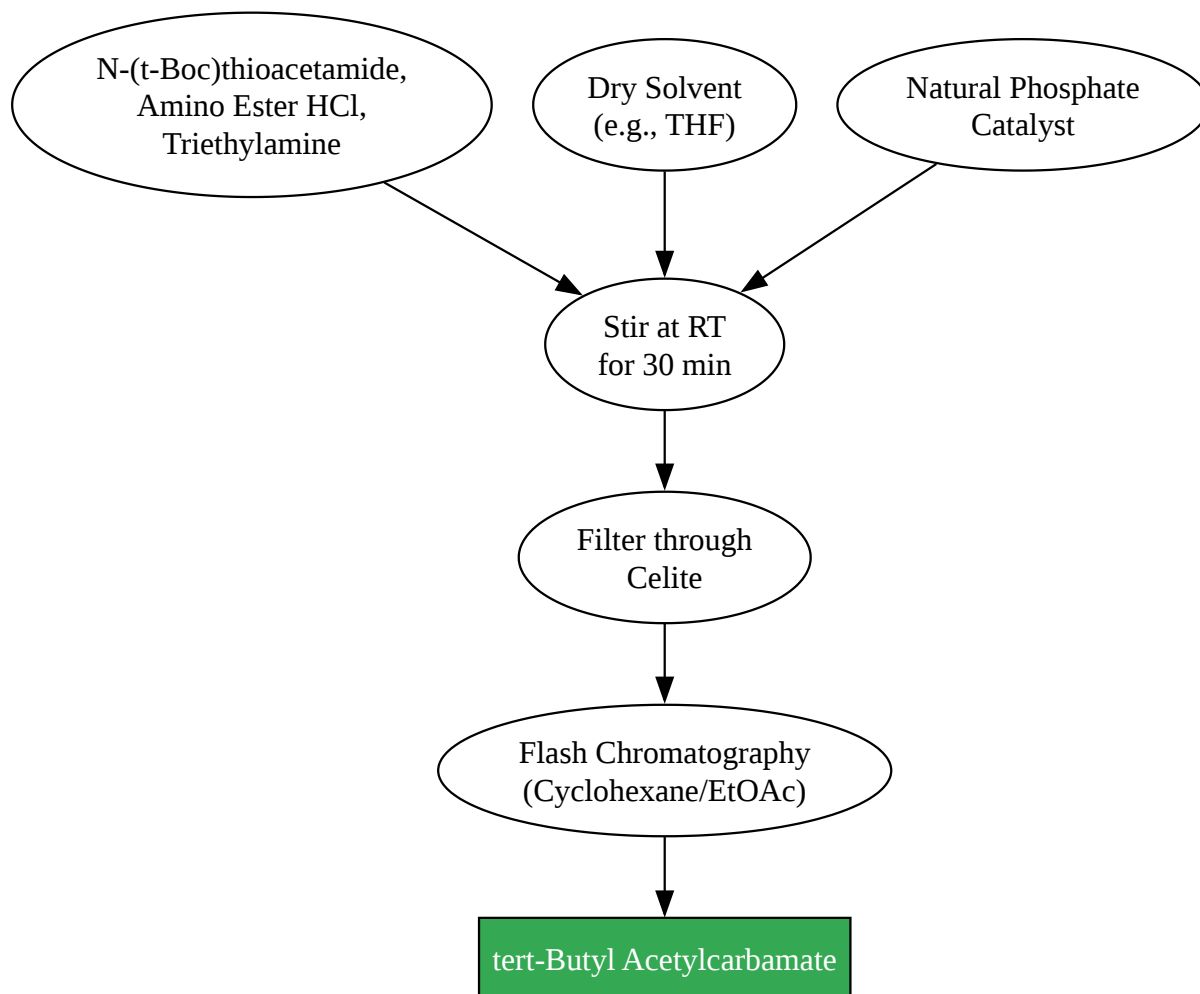 N-(t-Boc)thioacetamide,
Amino Ester HCl,
Triethylamine
Dry Solvent
(e.g., THF)
Natural Phosphate
Catalyst
Stir at RT
for 30 min
Filter through
Celite
Flash Chromatography
(Cyclohexane/EtOAc)
tert-Butyl Acetylcarbamate